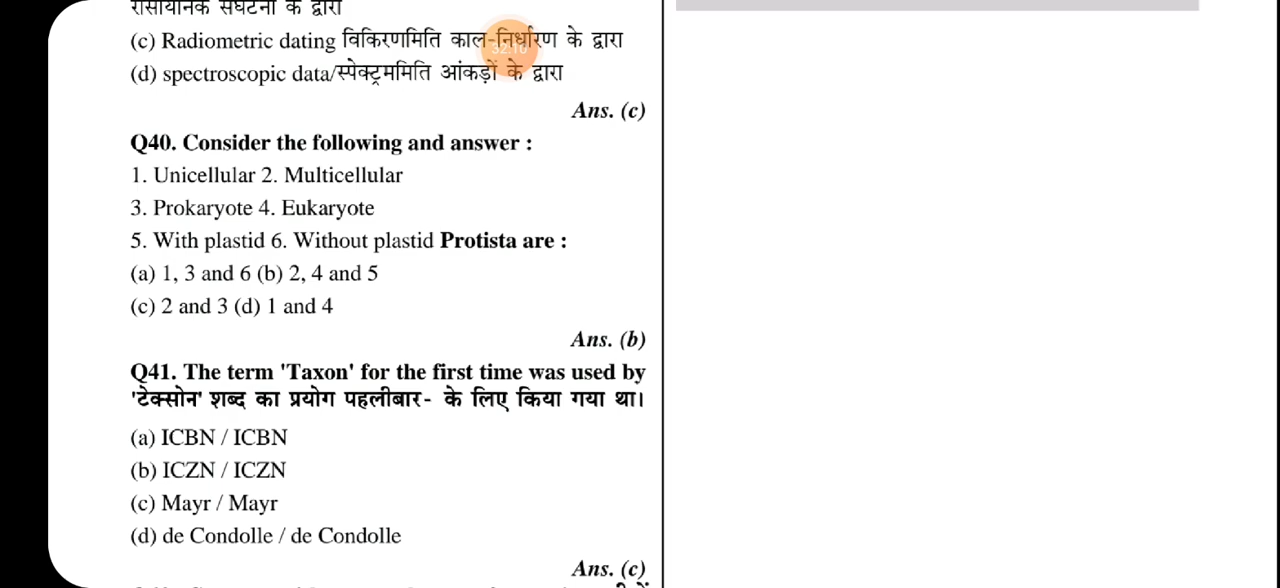 रासायनिक संघटनों के द्वारा
(c) Radiometric dating विकिरणमिति काल-निर्धारण के द्वारा
32:10
(d) spectroscopic data/स्पेक्ट्रममिति आंकड़ों के द्वारा
Ans. (c)
Q40. Consider the following and answer :
1. Unicellular 2. Multicellular
3. Prokaryote 4. Eukaryote
5. With plastid 6. Without plastid Protista are :
(a) 1, 3 and 6 (b) 2, 4 and 5
(c) 2 and 3 (d) 1 and 4
Ans. (b)
Q41. The term 'Taxon' for the first time was used by
'टेक्सोन' शब्द का प्रयोग पहलीबार- के लिए किया गया था।
(a) ICBN / ICBN
(b) ICZN / ICZN
(c) Mayr / Mayr
(d) de Condolle / de Condolle
Ans. (c)